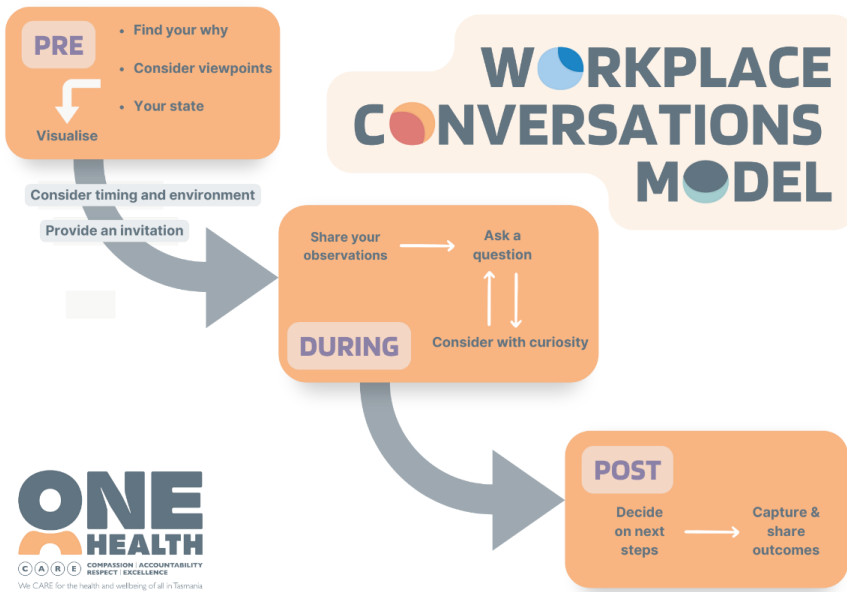 WORKPLACE
CONVERSATIONS
MODEL
PRE
• Find your why
• Consider viewpoints
• Your state
Visualise
Consider timing and environment
Provide an invitation
Share your
observations
Ask a
question
Consider with curiosity
DURING
POST
Decide
on next
steps
Capture &
share
outcomes
ONE
HEALTH
CARE
COMPASSION | ACCOUNTABILITY
RESPECT | EXCELLENCE
We CARE for the health and wellbeing of all in Tasmania